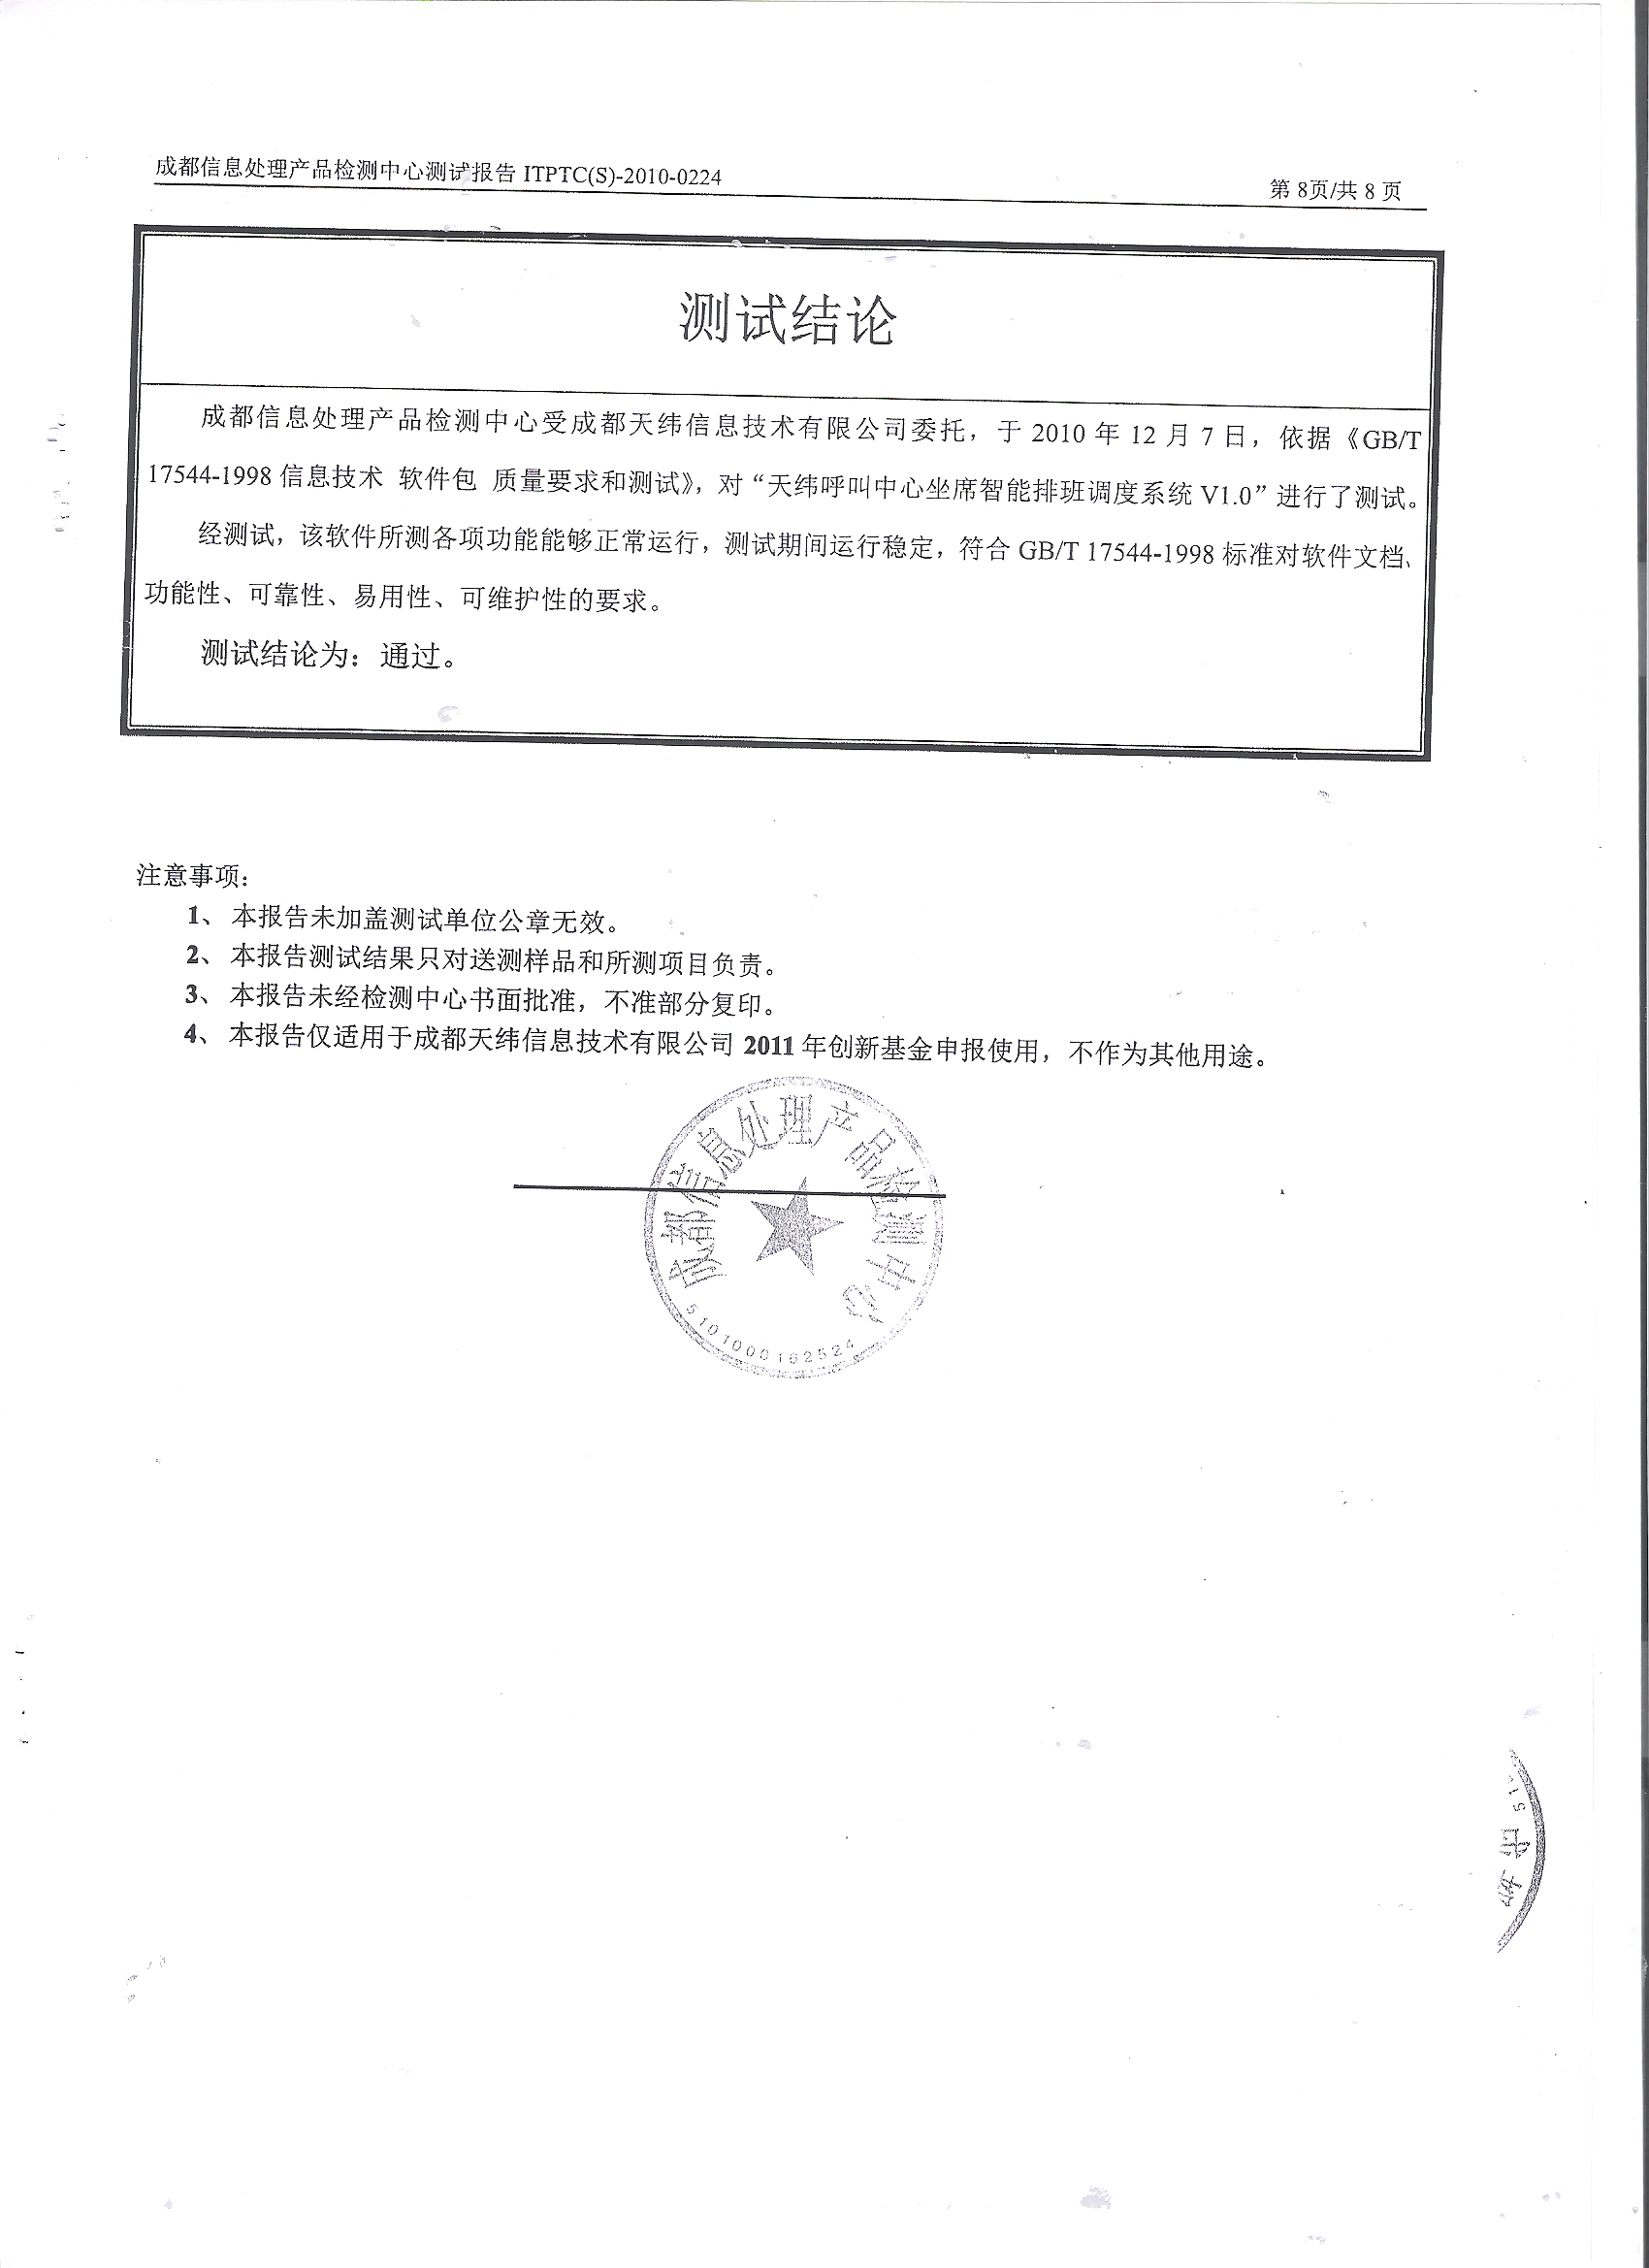 成都信息处理产品检测中心测试报告 ITPTC(S)-2010-0224
第 8页/共 8 页
测试结论
成都信息处理产品检测中心受成都天纬信息技术有限公司委托，于 2010 年 12 月 7 日，依据《GB/T
17544-1998 信息技术 软件包 质量要求和测试》，对“天纬呼叫中心坐席智能排班调度系统 V1.0”进行了测试。
经测试，该软件所测各项功能能够正常运行，测试期间运行稳定，符合 GB/T 17544-1998 标准对软件文档、
功能性、可靠性、易用性、可维护性的要求。
测试结论为：通过。
注意事项：
1、 本报告未加盖测试单位公章无效。
2、 本报告测试结果只对送测样品和所测项目负责。
3、 本报告未经检测中心书面批准，不准部分复印。
4、 本报告仅适用于成都天纬信息技术有限公司 2011 年创新基金申报使用，不作为其他用途。
成都信息处理产品检测中心
5101000162524